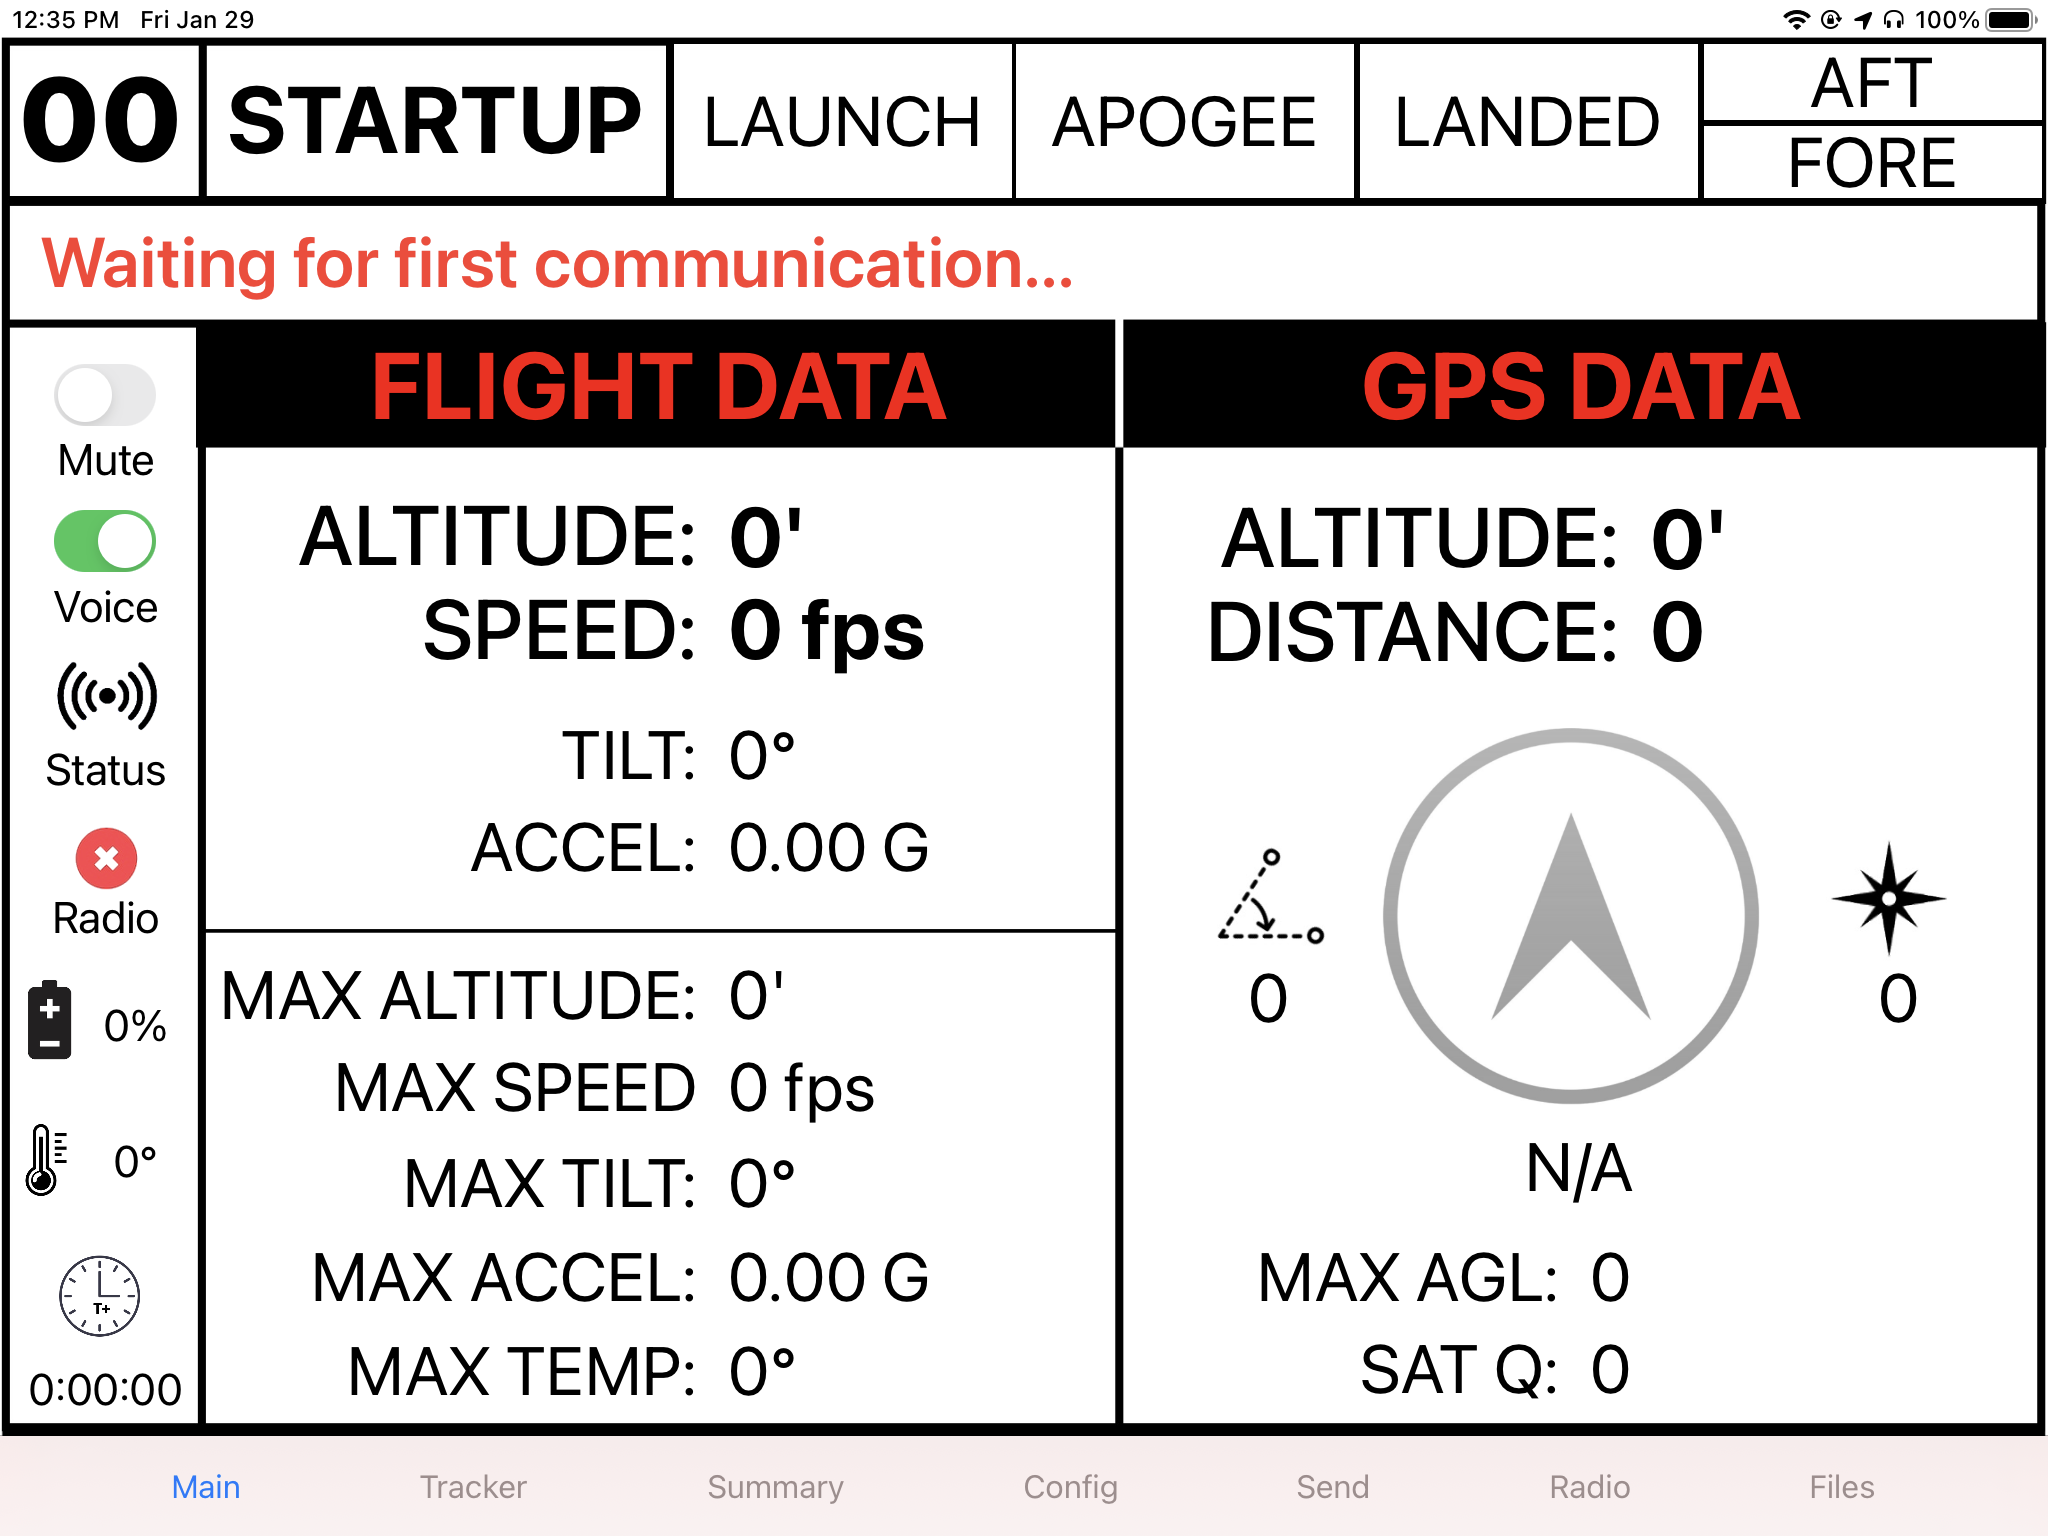 12:35 PM Fri Jan 29
100%
00 STARTUP LAUNCH APOGEE LANDED AFT
FORE
Waiting for first communication...
Mute
Voice
Status
Radio
0%
0°
T+
0:00:00
FLIGHT DATA
ALTITUDE: 0'
SPEED: 0 fps
TILT: 0°
ACCEL: 0.00 G
MAX ALTITUDE: 0'
MAX SPEED 0 fps
MAX TILT: 0°
MAX ACCEL: 0.00 G
MAX TEMP: 0°
GPS DATA
ALTITUDE: 0'
DISTANCE: 0
0 0
N/A
MAX AGL: 0
SAT Q: 0
Main Tracker Summary Config Send Radio Files